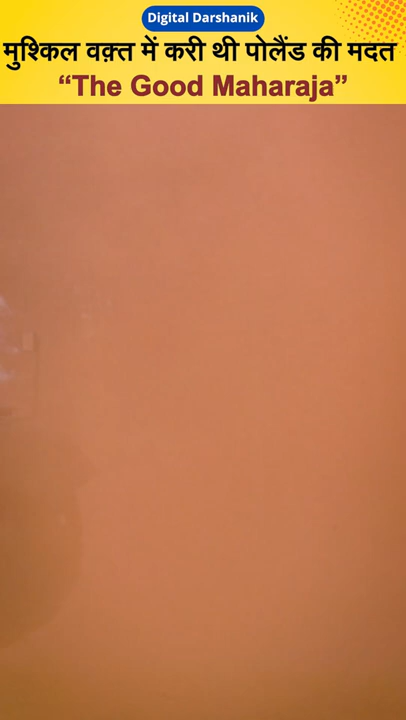 Digital Darshanik
मुश्किल वक़्त में करी थी पोलैंड की मदत
“The Good Maharaja”